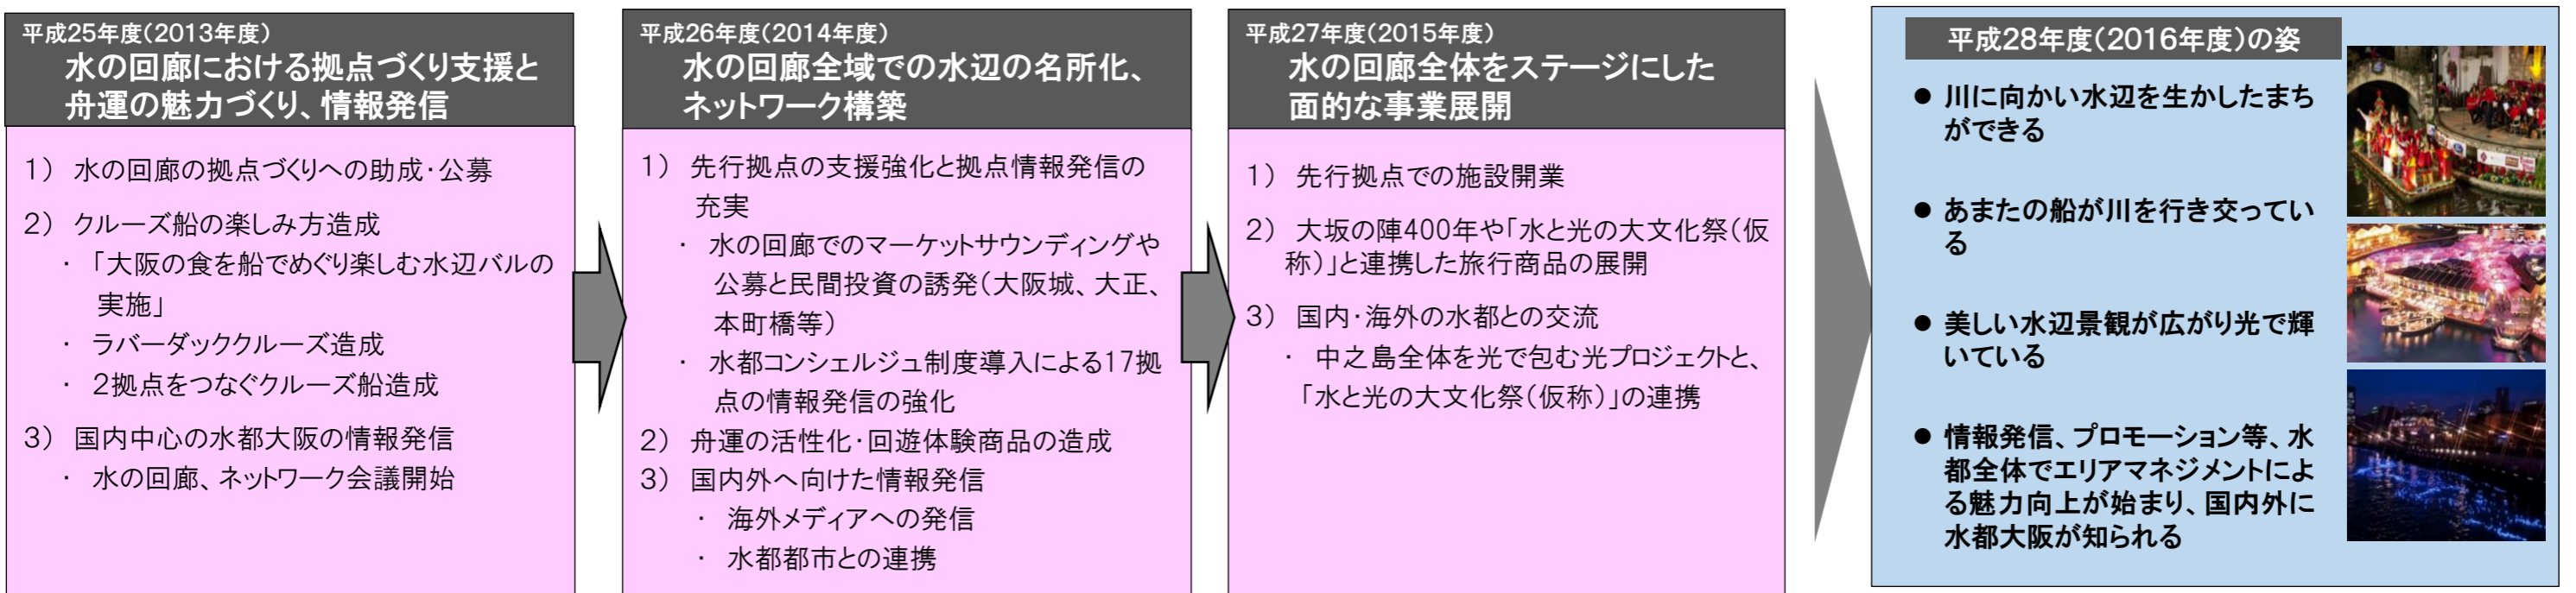 平成25年度(2013年度)
水の回廊における拠点づくり支援と
舟運の魅力づくり、情報発信
1) 水の回廊の拠点づくりへの助成・公募
2) クルーズ船の楽しみ方造成
・ 「大阪の食を船でめぐり楽しむ水辺バルの
実施」
・ ラバーダッククルーズ造成
・ 2拠点をつなぐクルーズ船造成
3) 国内中心の水都大阪の情報発信
・ 水の回廊、ネットワーク会議開始
平成26年度(2014年度)
水の回廊全域での水辺の名所化、
ネットワーク構築
1) 先行拠点の支援強化と拠点情報発信の
充実
・ 水の回廊でのマーケットサウンディングや
公募と民間投資の誘発(大阪城、大正、
本町橋等)
・ 水都コンシェルジュ制度導入による17拠
点の情報発信の強化
2) 舟運の活性化・回遊体験商品の造成
3) 国内外へ向けた情報発信
・ 海外メディアへの発信
・ 水都都市との連携
平成27年度(2015年度)
水の回廊全体をステージにした
面的な事業展開
1) 先行拠点での施設開業
2) 大坂の陣400年や「水と光の大文化祭(仮
称)」と連携した旅行商品の展開
3) 国内・海外の水都との交流
・ 中之島全体を光で包む光プロジェクトと、
「水と光の大文化祭(仮称)」の連携
平成28年度(2016年度)の姿
● 川に向かい水辺を生かしたまち
ができる
● あまたの船が川を行き交ってい
る
● 美しい水辺景観が広がり光で輝
いている
● 情報発信、プロモーション等、水
都全体でエリアマネジメントによ
る魅力向上が始まり、国内外に
水都大阪が知られる